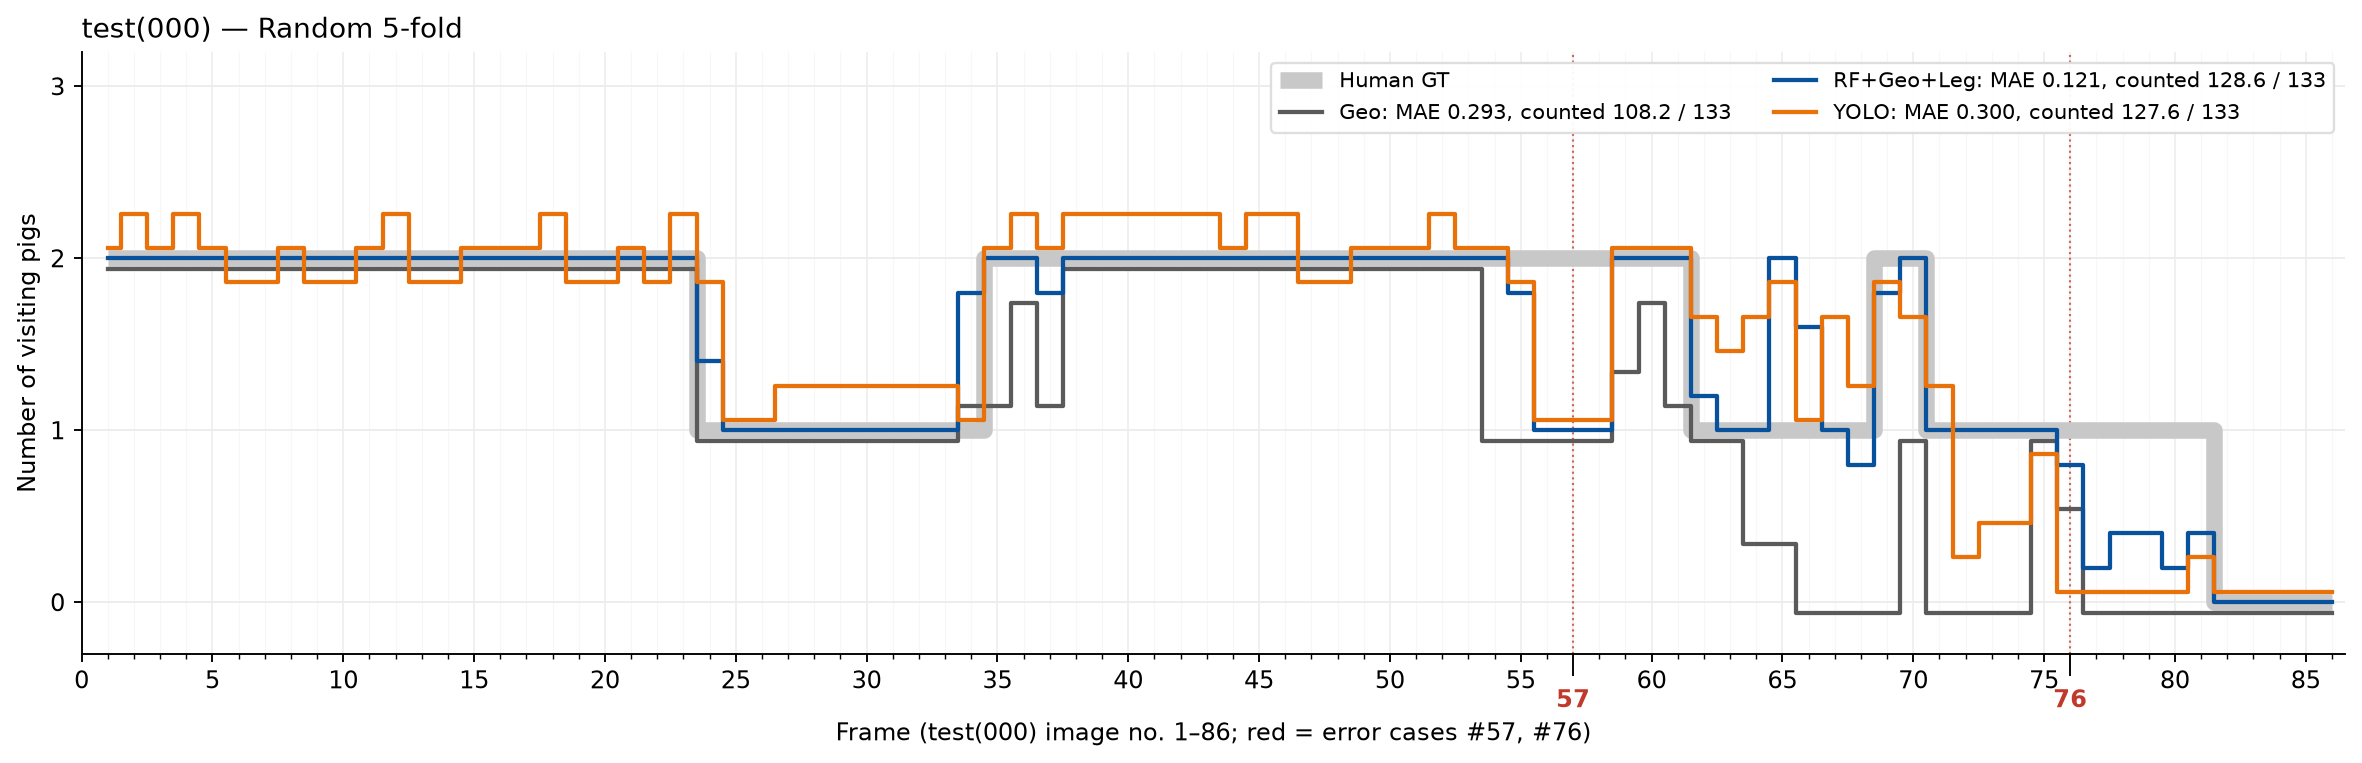 test(000) — Random 5-fold
Human GT
Geo: MAE 0.293, counted 108.2 / 133
RF+Geo+Leg: MAE 0.121, counted 128.6 / 133
YOLO: MAE 0.300, counted 127.6 / 133
Number of visiting pigs
3
2
1
0
0 5 10 15 20 25 30 35 40 45 50 55 60 65 70 75 80 85
57 76
Frame (test(000) image no. 1–86; red = error cases #57, #76)